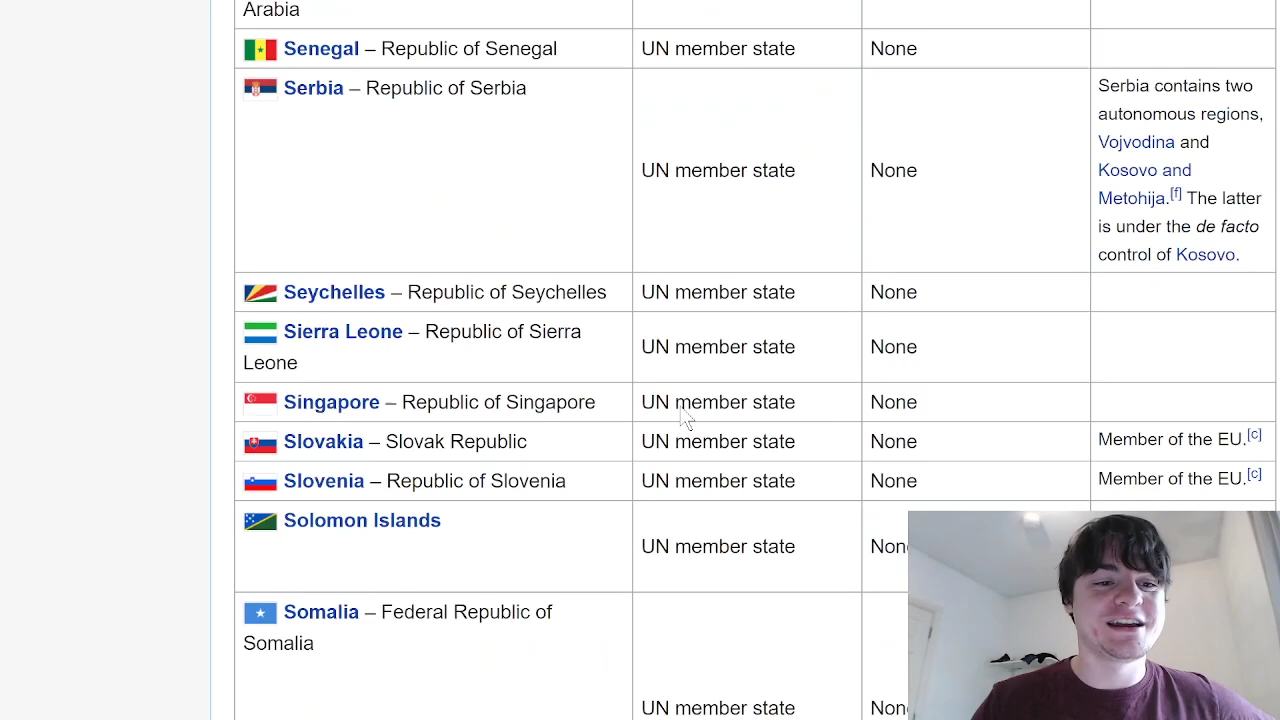 Arabia
Senegal – Republic of Senegal UN member state None
Serbia – Republic of Serbia UN member state None Serbia contains two
autonomous regions,
Vojvodina and
Kosovo and
Metohija.[f] The latter
is under the de facto
control of Kosovo.
Seychelles – Republic of Seychelles UN member state None
Sierra Leone – Republic of Sierra
Leone UN member state None
Singapore – Republic of Singapore UN member state None
Slovakia – Slovak Republic UN member state None Member of the EU.[c]
Slovenia – Republic of Slovenia UN member state None Member of the EU.[c]
Solomon Islands UN member state Non
Somalia – Federal Republic of
Somalia UN member state Non